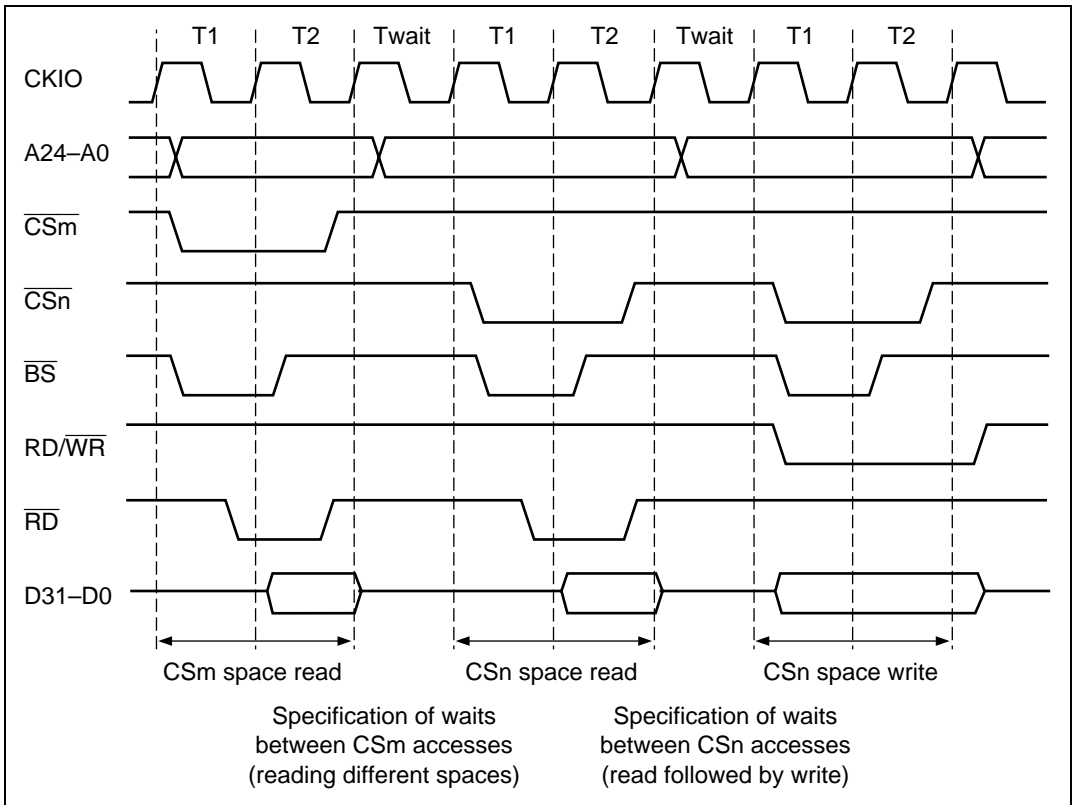 T1 T2 Twait T1 T2 Twait T1 T2
CKIO
A24–A0
CSm
CSn
BS
RD/WR
RD
D31–D0
CSm space read CSn space read CSn space write
Specification of waits between CSm accesses (reading different spaces)
Specification of waits between CSn accesses (read followed by write)